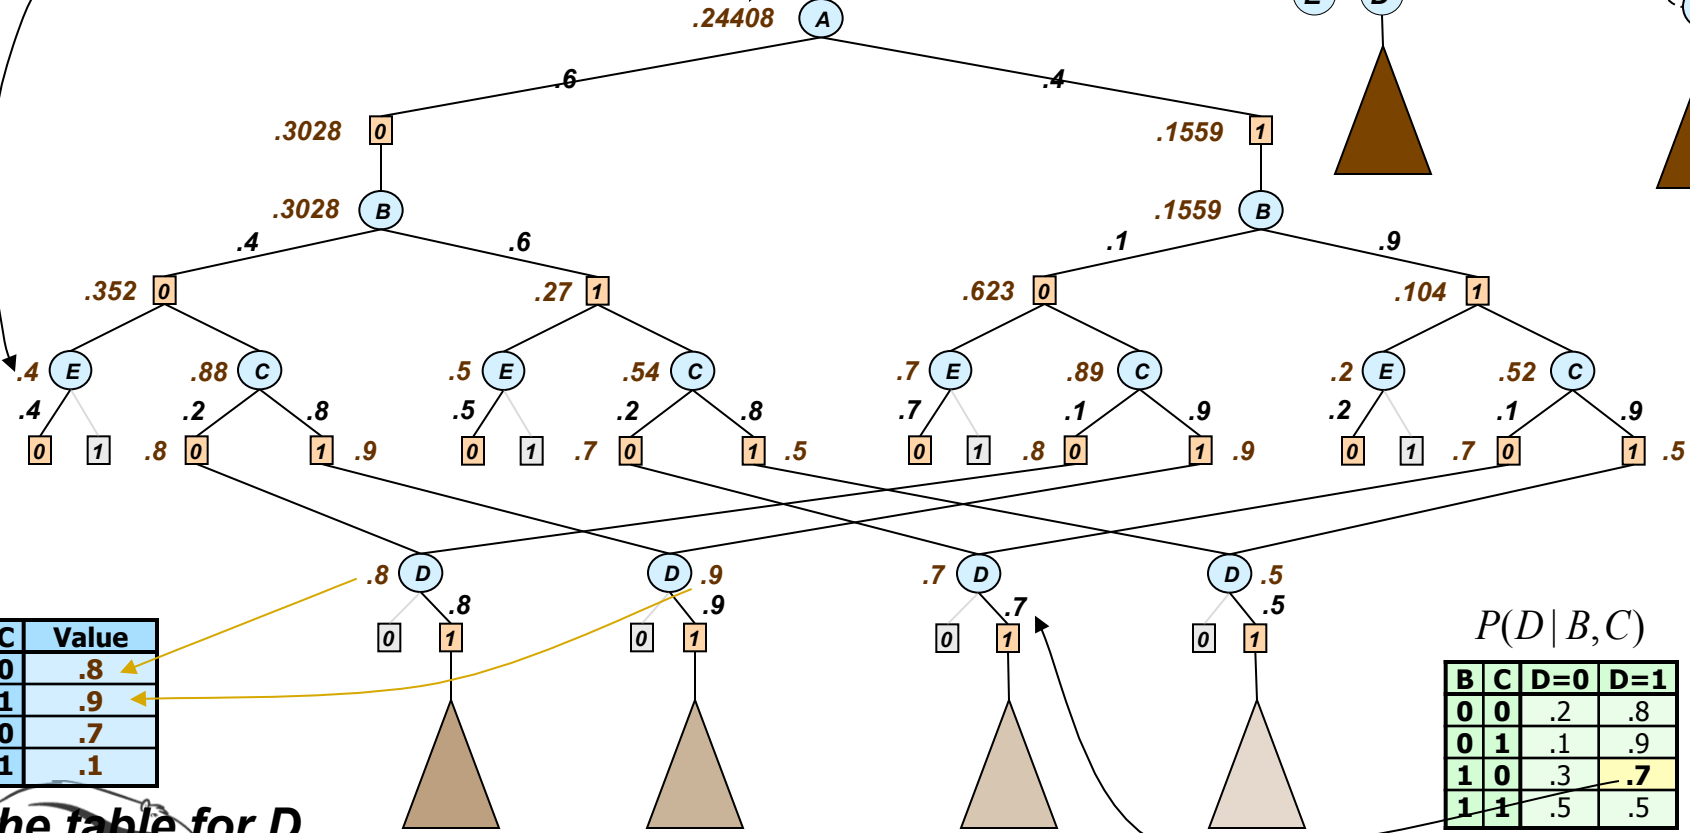 .24408 A E D
.6 .4
.3028 0 .1559 1
.3028 B .1559 B
.4 .6 .1 .9
.352 0 .27 1 .623 0 .104 1
.4 E .88 C .5 E .54 C .7 E .89 C .2 E .52 C
.4 .2 .8 .5 .2 .8 .7 .1 .9 .2 .1 .9
0 1 .8 0 1 .9 0 1 .7 0 1 .5 0 1 .8 0 1 .9 0 1 .7 0 1 .5
.8 D D .9 .7 D D .5
.8 .9 .7 .5
0 1 0 1 0 1 0 1
C Value
0 .8
1 .9
0 .7
1 .1
P(D | B, C)
B C D=0 D=1
0 0 .2 .8
0 1 .1 .9
1 0 .3 .7
1 1 .5 .5
he table for D